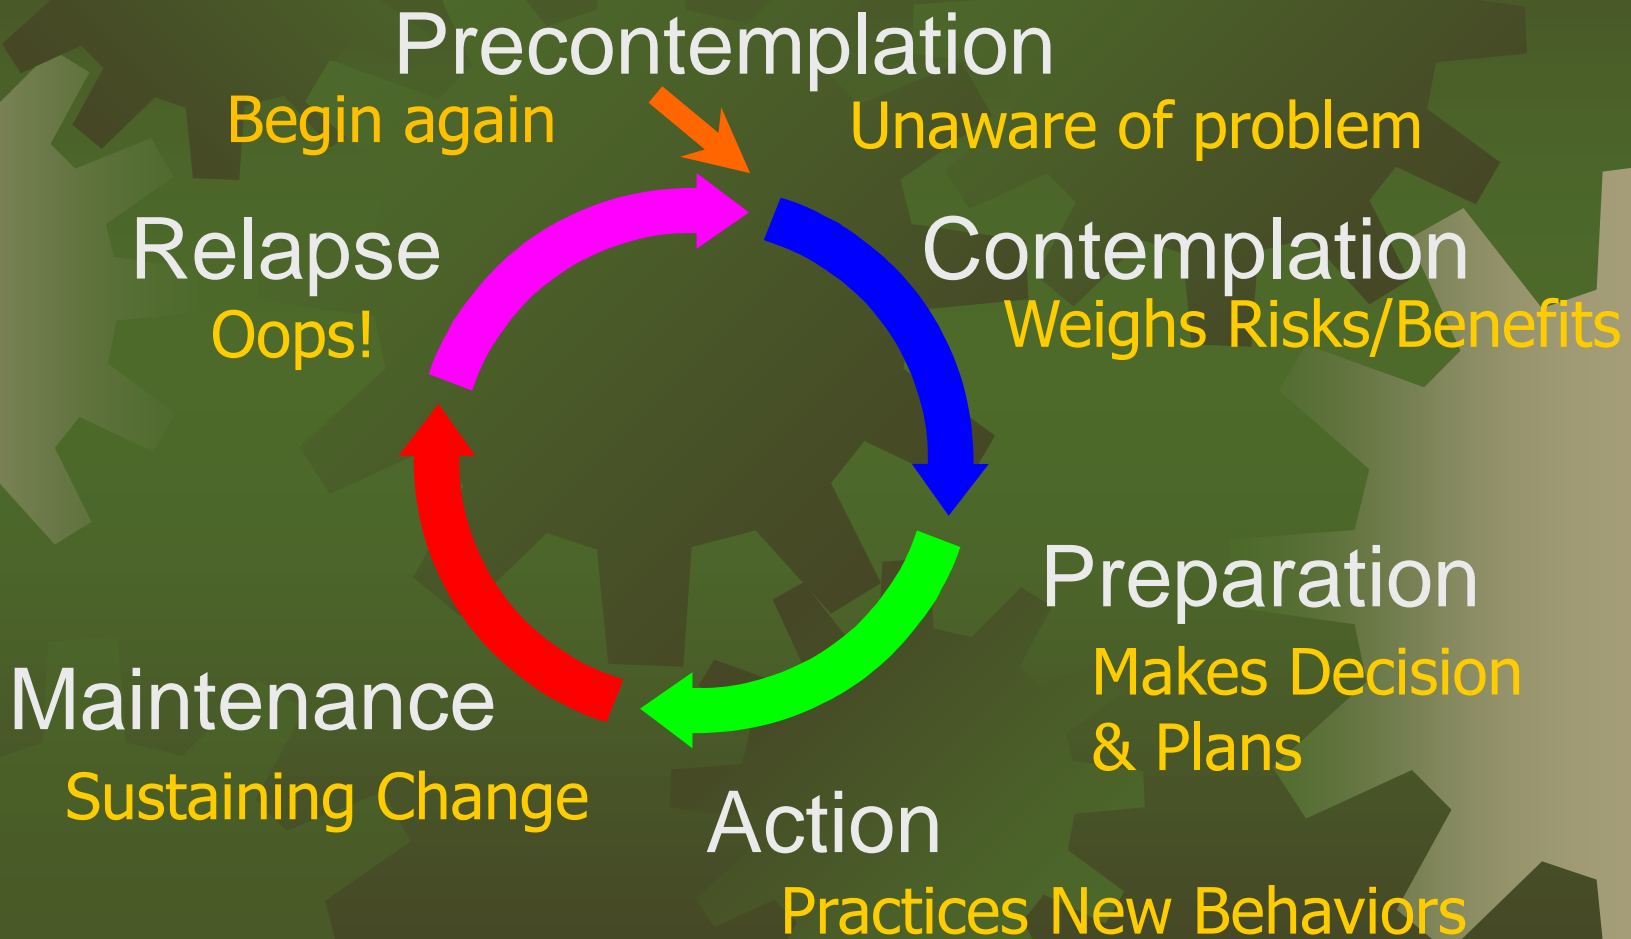 Precontemplation
Begin again
Unaware of problem
Relapse
Oops!
Contemplation
Weighs Risks/Benefits
Preparation
Makes Decision
& Plans
Maintenance
Sustaining Change
Action
Practices New Behaviors